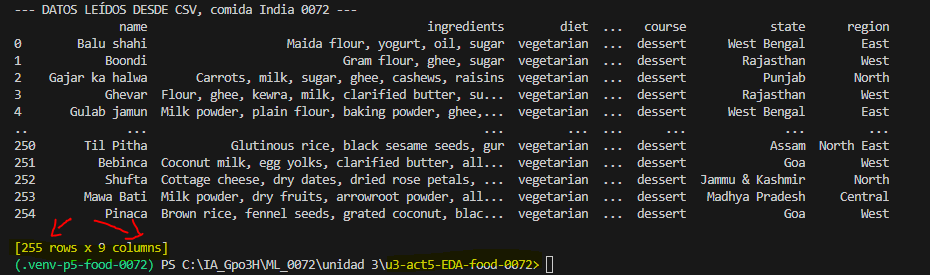 --- DATOS LEÍDOS DESDE CSV, comida India 0072 ---
name ingredients diet ... course state region
0 Balu shahi Maida flour, yogurt, oil, sugar vegetarian ... dessert West Bengal East
1 Boondi Gram flour, ghee, sugar vegetarian ... dessert Rajasthan West
2 Gajar ka halwa Carrots, milk, sugar, ghee, cashews, raisins vegetarian ... dessert Punjab North
3 Ghevar Flour, ghee, kewra, milk, clarified butter, su... vegetarian ... dessert Rajasthan West
4 Gulab jamun Milk powder, plain flour, baking powder, ghee,... vegetarian ... dessert West Bengal East
.. ... ... ... ... ... ... ...
250 Til Pitha Glutinous rice, black sesame seeds, gur vegetarian ... dessert Assam North East
251 Bebinca Coconut milk, egg yolks, clarified butter, all... vegetarian ... dessert Goa West
252 Shufta Cottage cheese, dry dates, dried rose petals, ... vegetarian ... dessert Jammu & Kashmir North
253 Mawa Bati Milk powder, dry fruits, arrowroot powder, all... vegetarian ... dessert Madhya Pradesh Central
254 Pinaca Brown rice, fennel seeds, grated coconut, blac... vegetarian ... dessert Goa West
[255 rows x 9 columns]
(.venv-p5-food-0072) PS C:\IA_Gpo3H\ML_0072\unidad 3\u3-act5-EDA-food-0072>